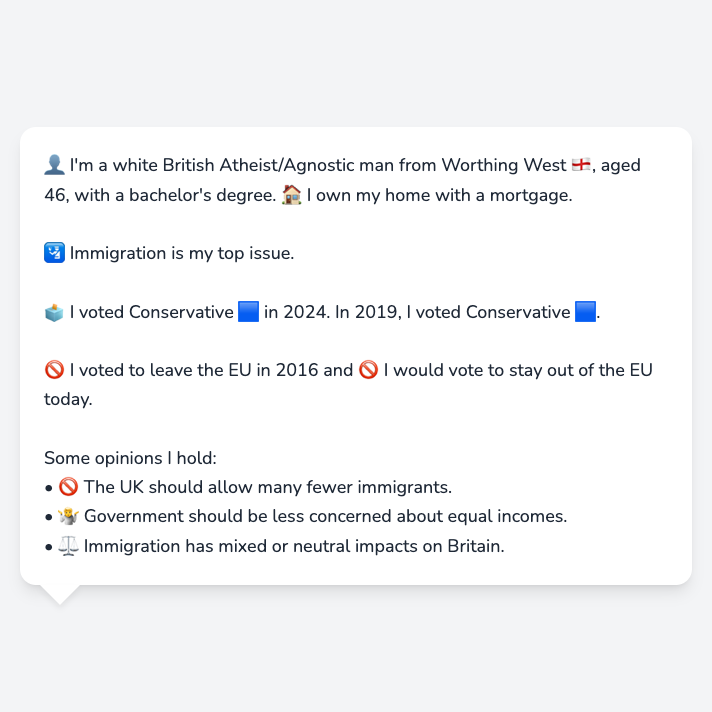 👤 I'm a white British Atheist/Agnostic man from Worthing West 🏴󠁧󠁢󠁥󠁮󠁧󠁿, aged
46, with a bachelor's degree. 🏠 I own my home with a mortgage.
🛂 Immigration is my top issue.
🗳️ I voted Conservative 🟦 in 2024. In 2019, I voted Conservative 🟦.
🚫 I voted to leave the EU in 2016 and 🚫 I would vote to stay out of the EU
today.
Some opinions I hold:
• 🚫 The UK should allow many fewer immigrants.
• 🤷 Government should be less concerned about equal incomes.
• ⚖️ Immigration has mixed or neutral impacts on Britain.